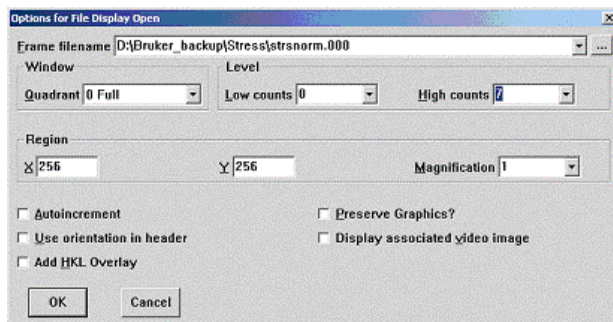 Options for File Display Open
Frame filename D:\Bruker_backup\Stress\strsnorm.000 ...
Window Level
Quadrant 0 Full Low counts 0 High counts 7
Region
X 256 Y 256 Magnification 1
Autoincrement Preserve Graphics?
Use orientation in header Display associated video image
Add HKL Overlay
OK Cancel